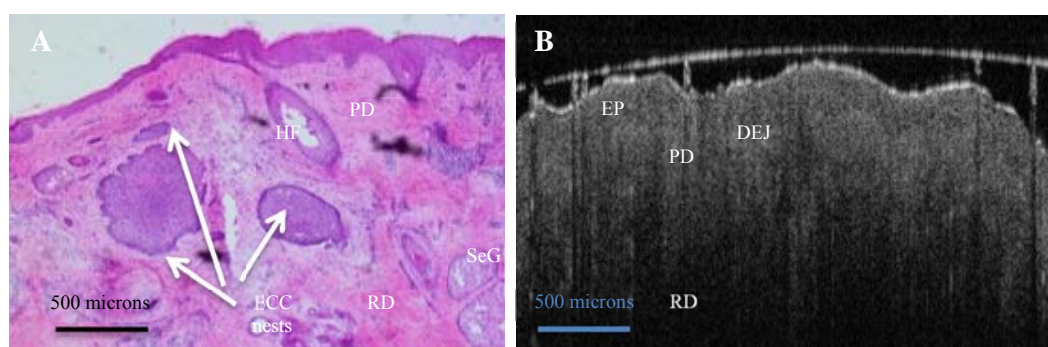 A
PD
HF
SeG
500 microns
ECC
nests
RD
B
EP
DEJ
PD
500 microns
RD